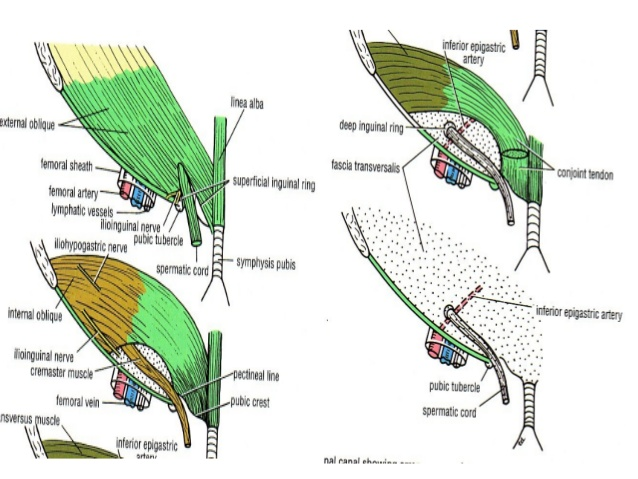 linea alba
external oblique
femoral sheath
superficial inguinal ring
femoral artery
lymphatic vessels
ilioinguinal nerve
pubic tubercle
iliohypogastric nerve
spermatic cord
symphysis pubis
internal oblique
ilioinguinal nerve
cremaster muscle
pectineal line
femoral vein
pubic crest
nsversus muscle
inferior epigastric
artery
inferior epigastric
artery
deep inguinal ring
fascia transversalis
conjoint tendon
inferior epigastric artery
pubic tubercle
spermatic cord
nal canal showing